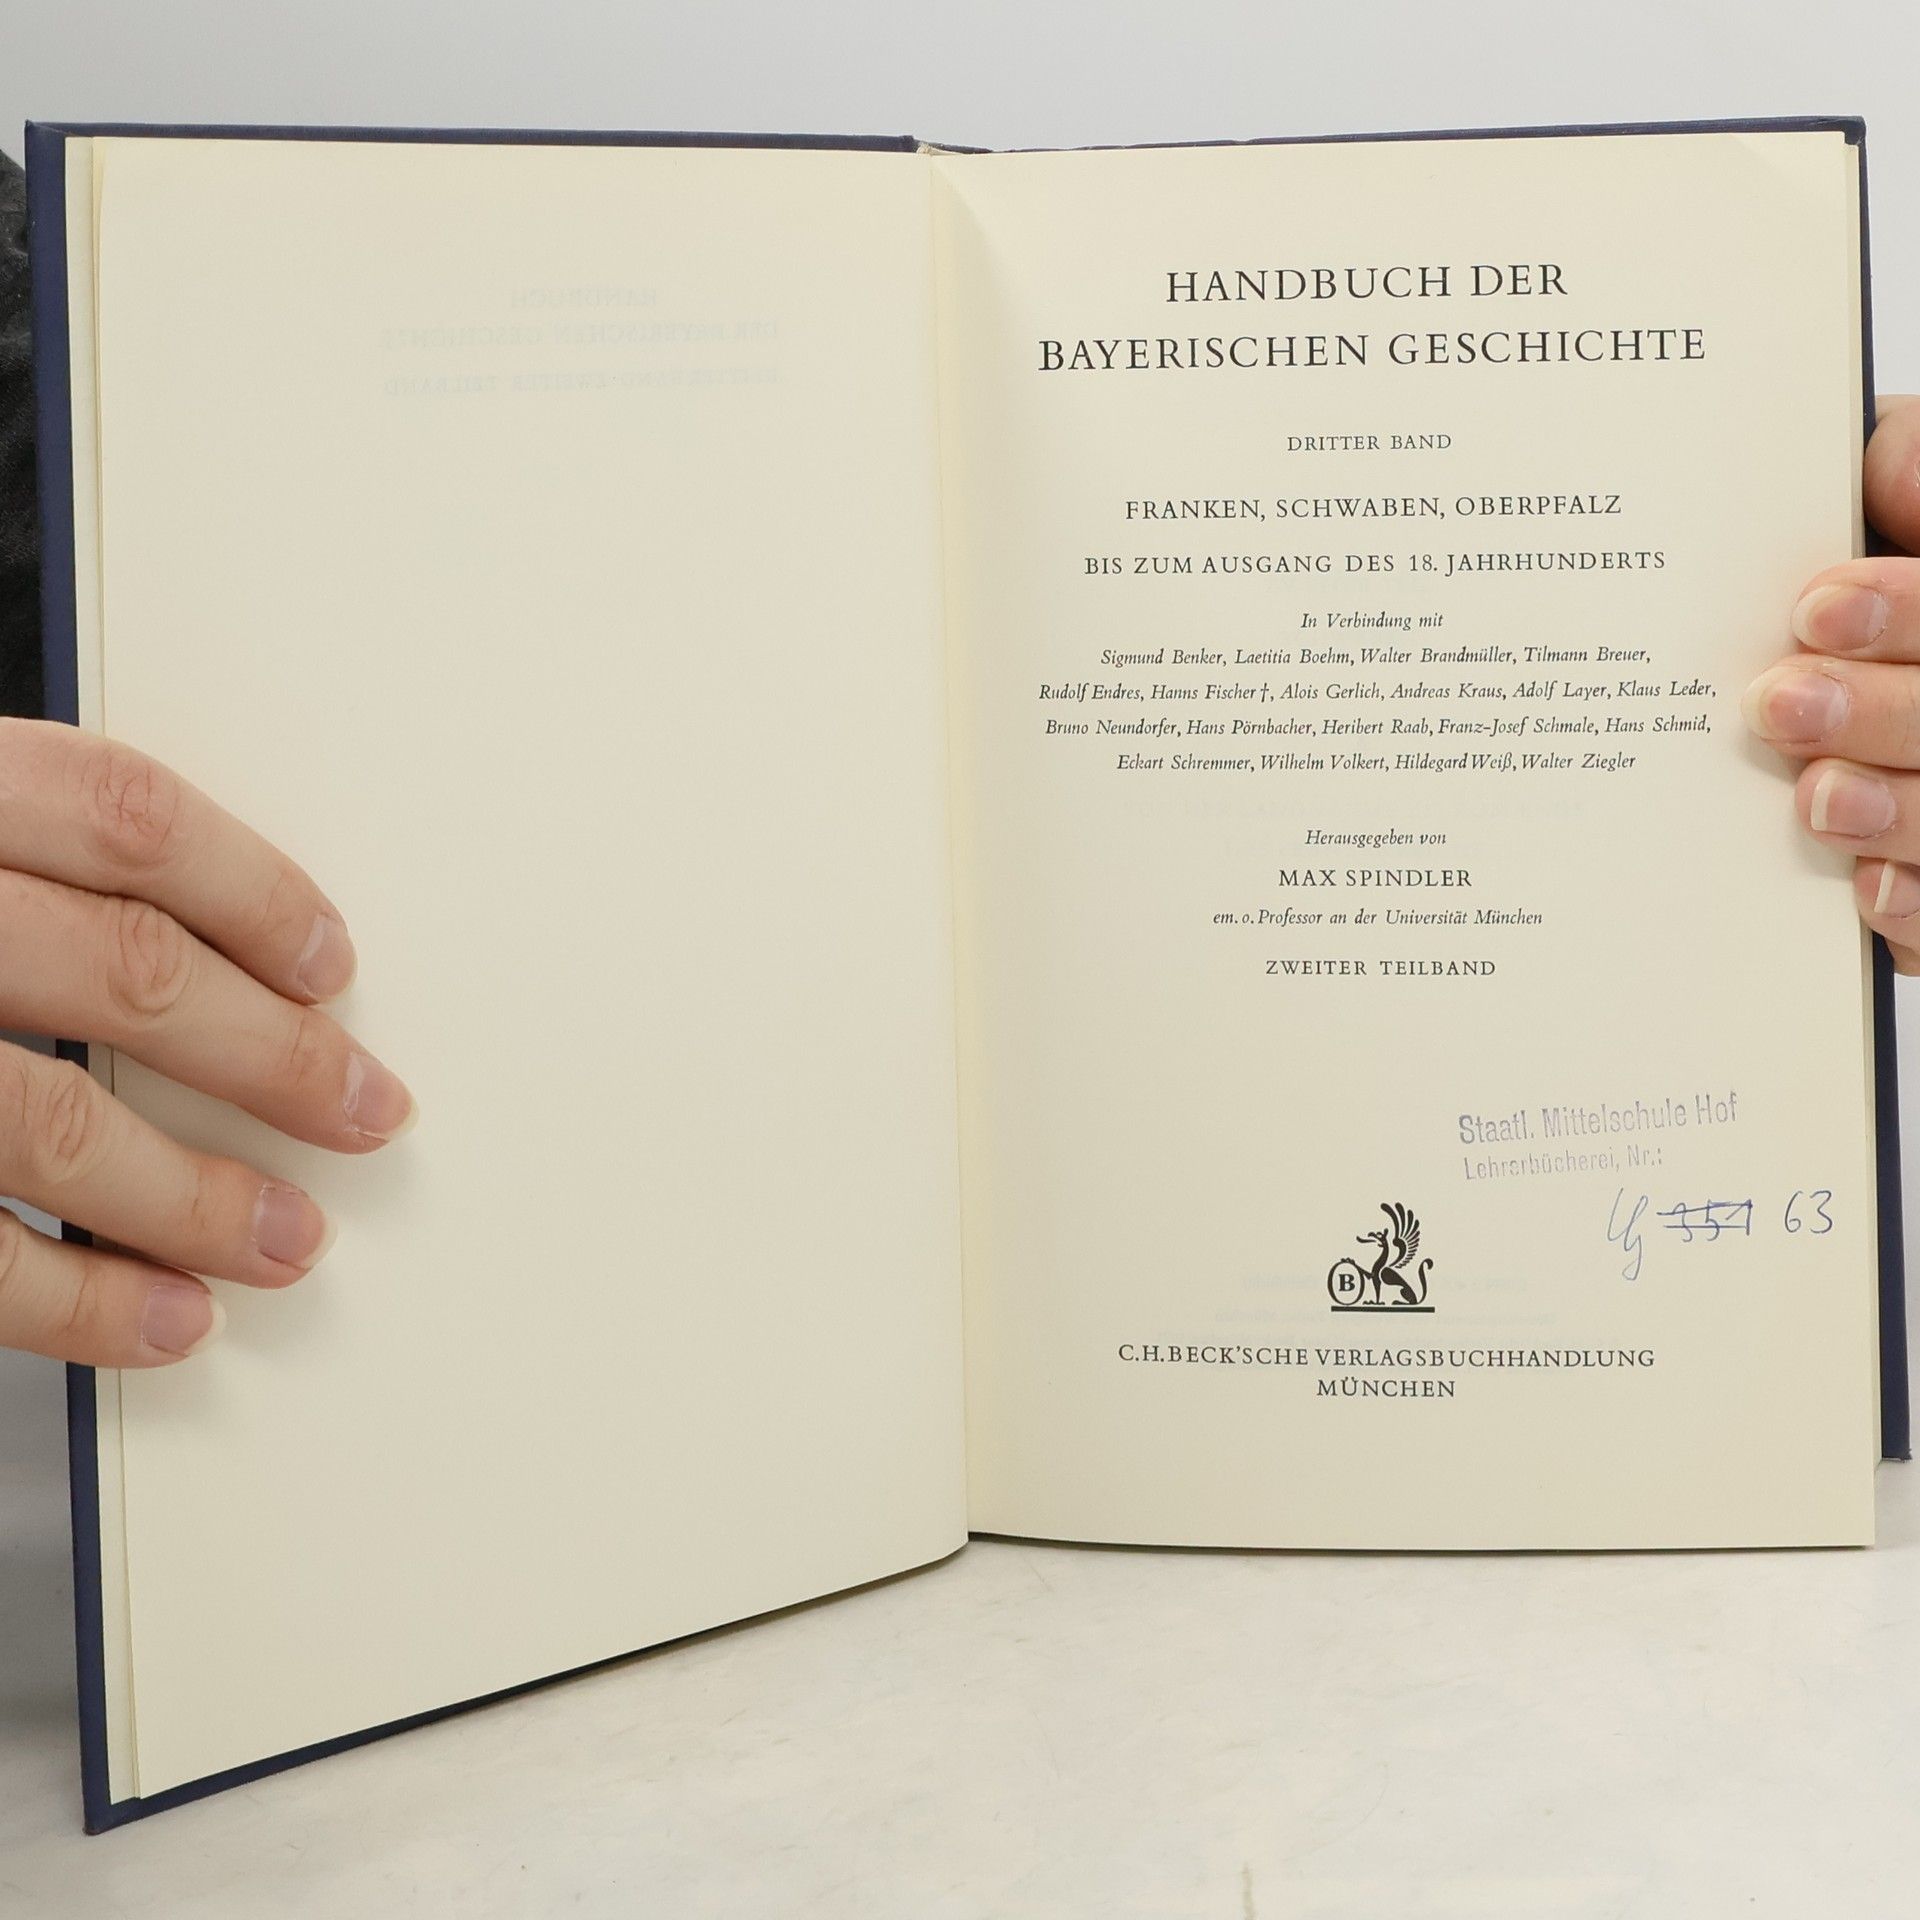 HANDBUCH DER
BAYERISCHEN GESCHICHTE
DRITTER BAND
FRANKEN, SCHWABEN, OBERPFALZ
BIS ZUM AUSGANG DES 18. JAHRHUNDERTS
In Verbindung mit
Sigmund Benker, Laetitia Boehm, Walter Brandmüller, Tilmann Breuer,
Rudolf Endres, Hanns Fischer †, Alois Gerlich, Andreas Kraus, Adolf Layer, Klaus Leder,
Bruno Neundorfer, Hans Pörnbacher, Heribert Raab, Franz-Josef Schmale, Hans Schmid,
Eckart Schremmer, Wilhelm Volkert, Hildegard Weiß, Walter Ziegler
Herausgegeben von
MAX SPINDLER
em. o. Professor an der Universität München
ZWEITER TEILBAND
Staatl. Mittelschule Hof
Lehrerbücherei, Nr.:
351 63
B
C.H.BECK'SCHE VERLAGSBUCHHANDLUNG
MÜNCHEN